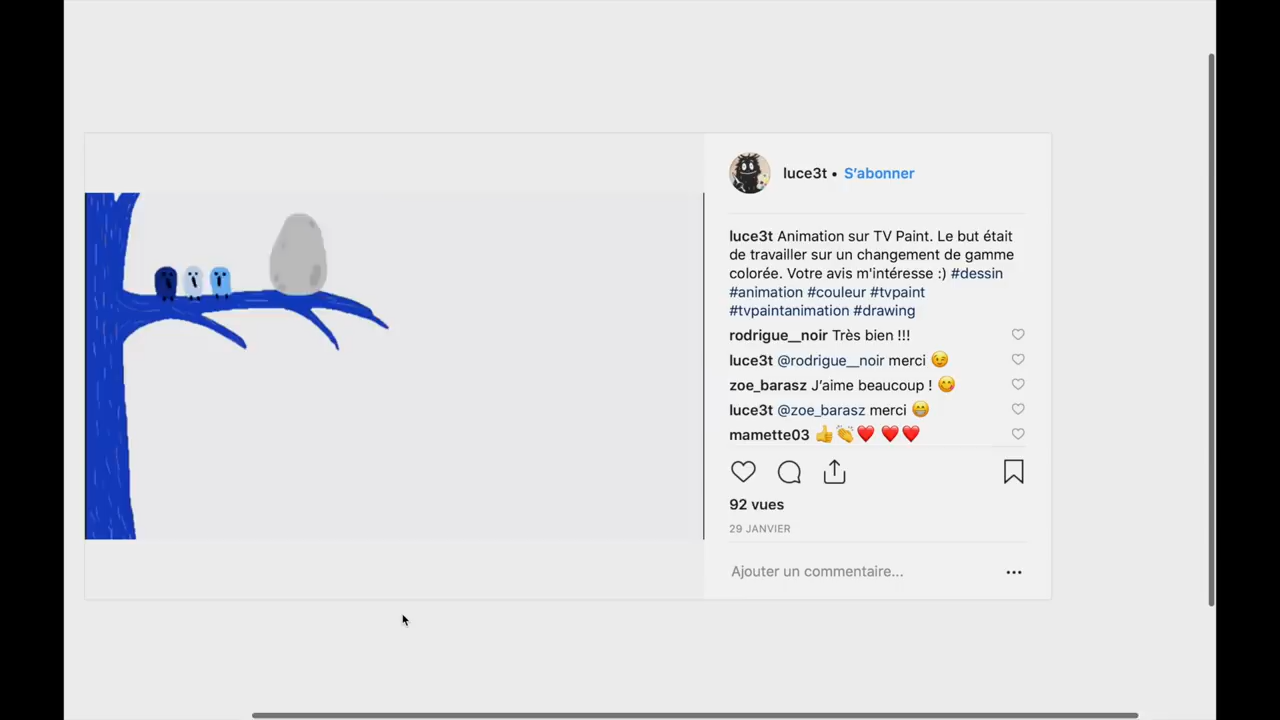 luce3t • S'abonner
luce3t Animation sur TV Paint. Le but était
de travailler sur un changement de gamme
colorée. Votre avis m'intéresse :) #dessin
#animation #couleur #tvpaint
#tvpaintanimation #drawing
rodrigue__noir Très bien !!!
luce3t @rodrigue__noir merci 😉
zoe_barasz J'aime beaucoup ! 😋
luce3t @zoe_barasz merci 😁
mamette03 👍👏❤️ ❤️❤️
92 vues
29 JANVIER
Ajouter un commentaire...